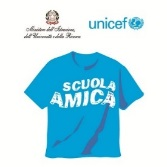 unicef
Ministero dell'Istruzione,
dell'Università e della Ricerca
SCUOLA
AMICA